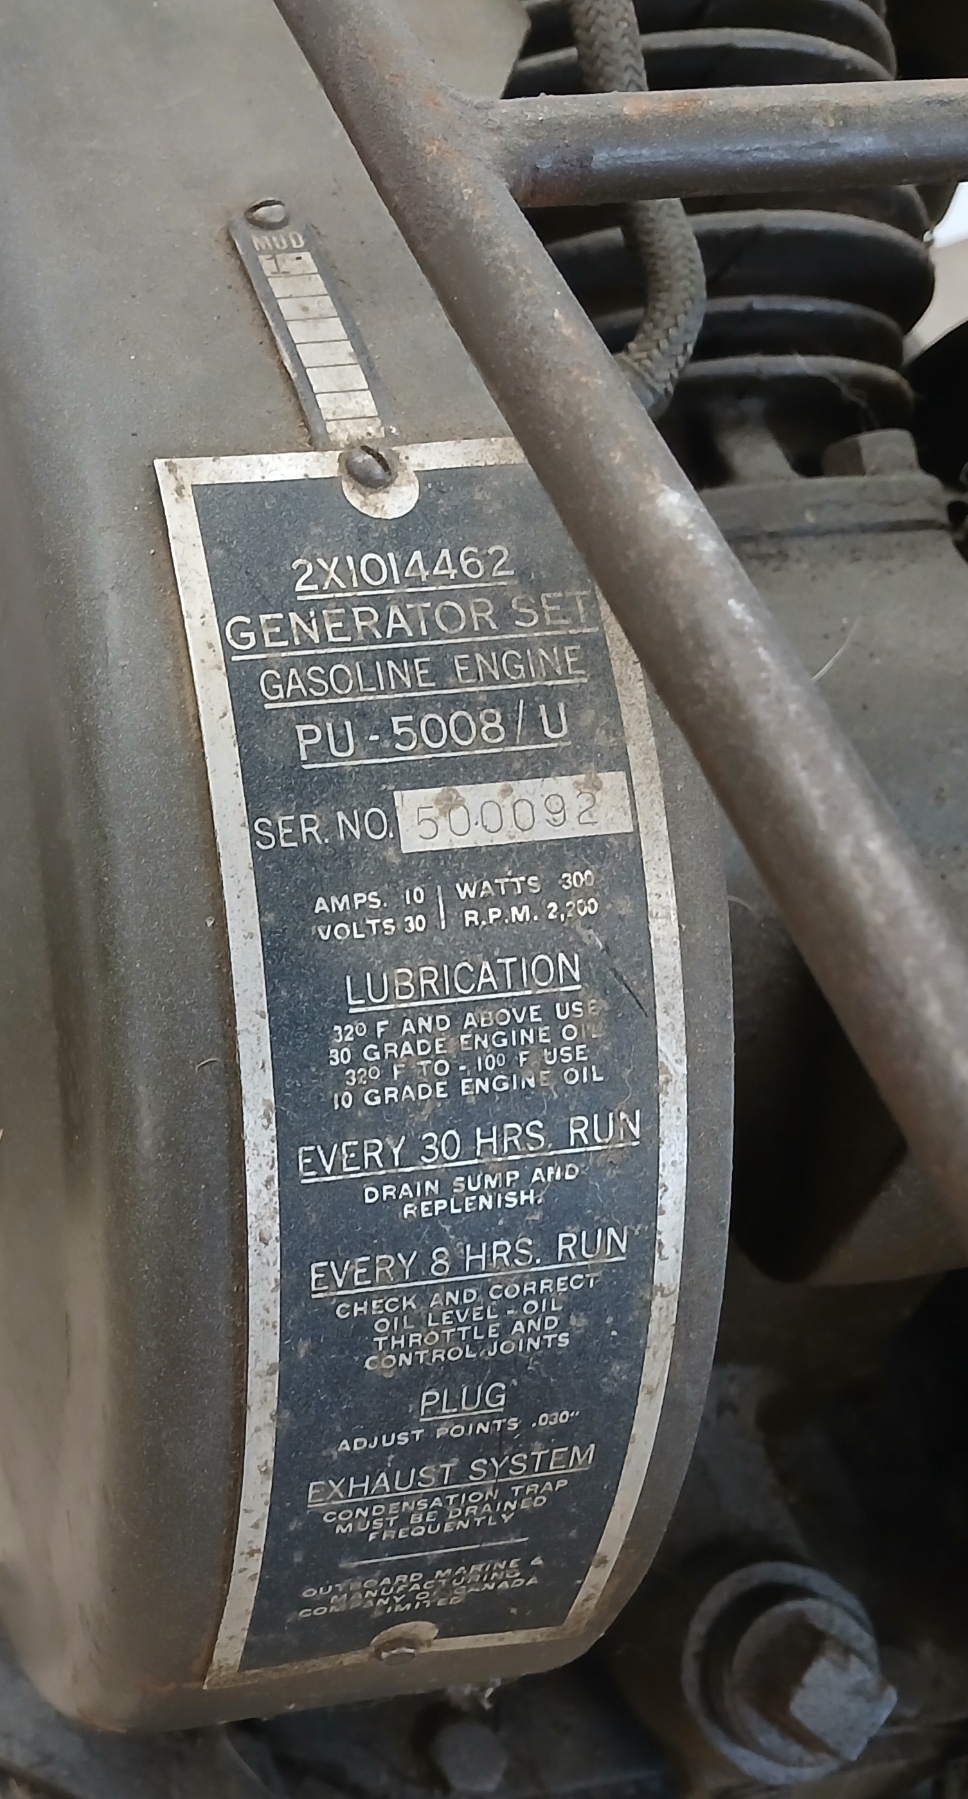 MUD
1
2X1014462
GENERATOR SET
GASOLINE ENGINE
PU-5008/U
SER. NO. 500092
AMPS. 10 | WATTS 300
VOLTS 30 | R.P.M. 2,200
LUBRICATION
32⁰ F AND ABOVE USE
30 GRADE ENGINE OIL
32⁰ F TO -10⁰ F USE
10 GRADE ENGINE OIL
EVERY 30 HRS. RUN
DRAIN SUMP AND
REPLENISH.
EVERY 8 HRS. RUN
CHECK AND CORRECT
OIL LEVEL - OIL
THROTTLE AND
CONTROL JOINTS
PLUG
ADJUST POINTS .030"
EXHAUST SYSTEM
CONDENSATION TRAP
MUST BE DRAINED
FREQUENTLY
OUTBOARD MARINE &
MANUFACTURING
COMPANY OF CANADA
LIMITED